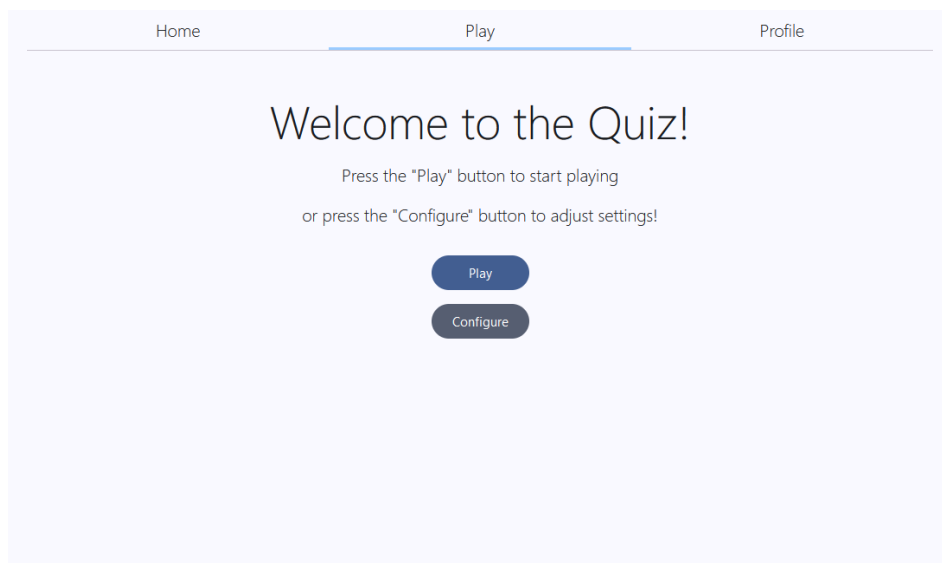 Home Play Profile
Welcome to the Quiz!
Press the "Play" button to start playing
or press the "Configure" button to adjust settings!
Play
Configure